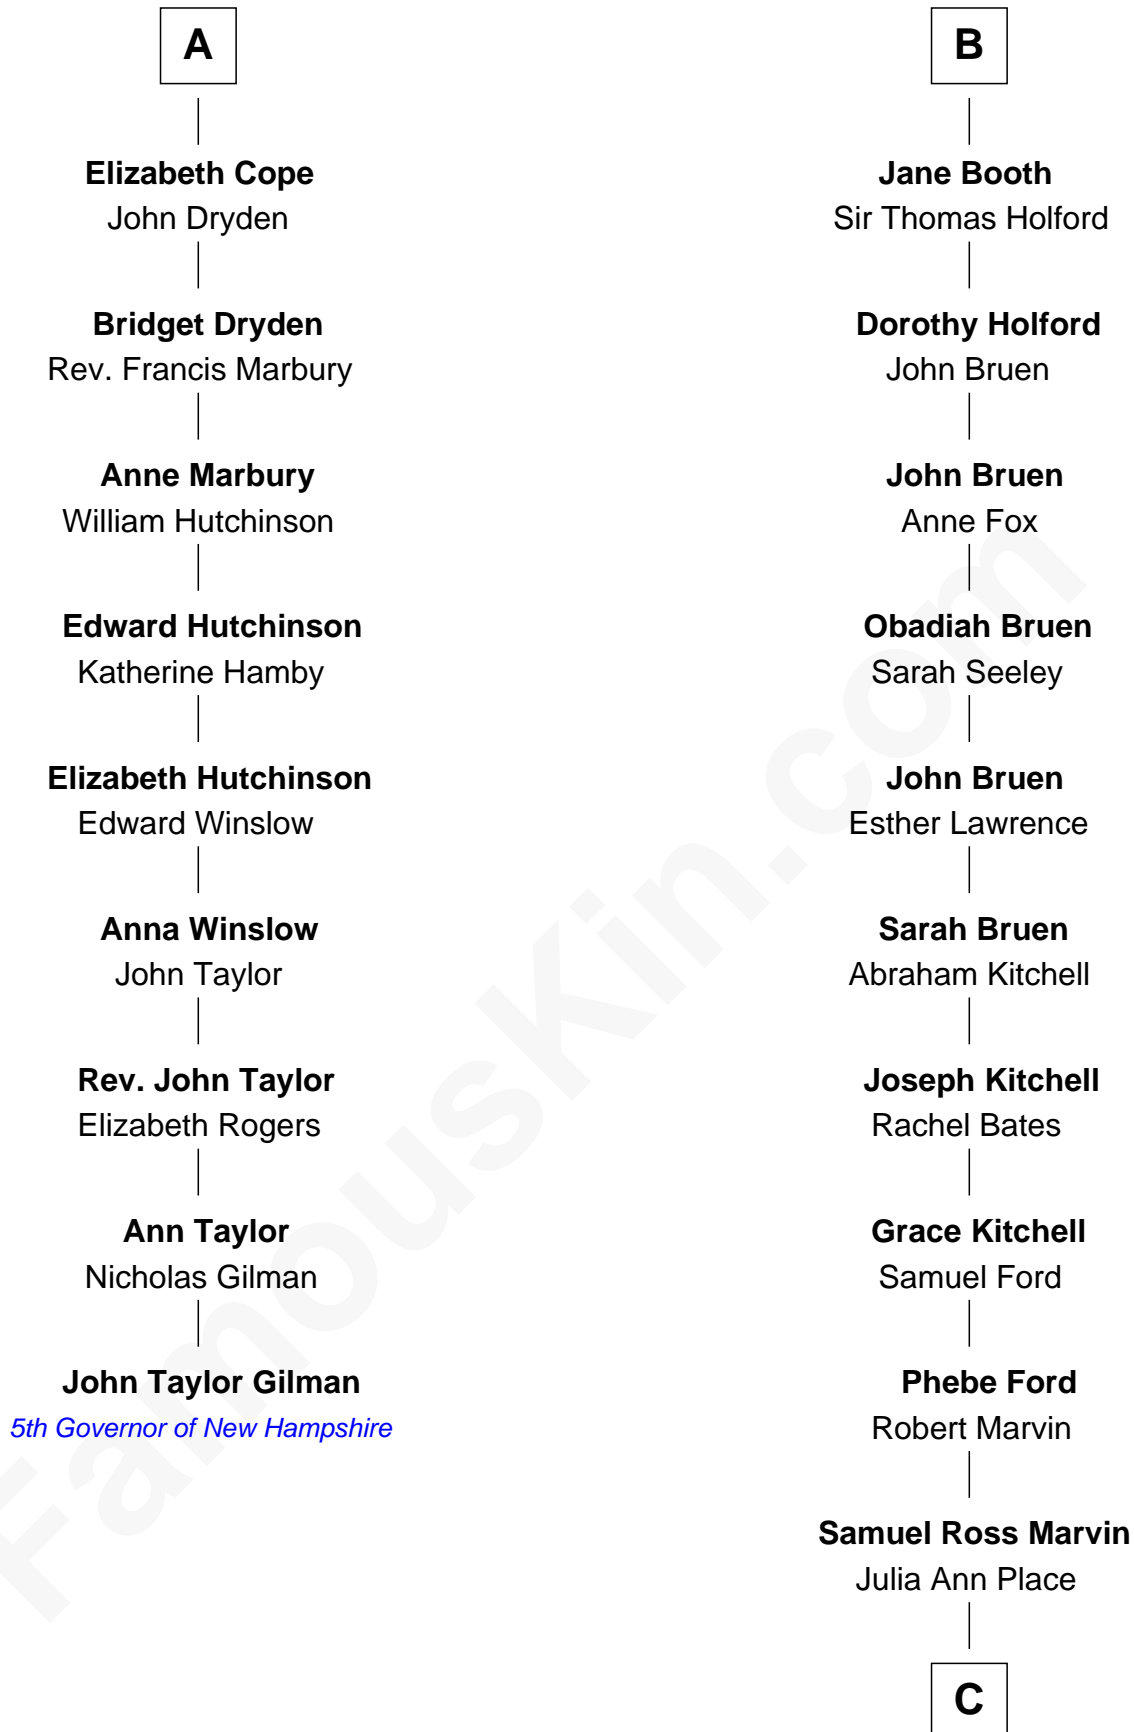 A
Elizabeth Cope
John Dryden
Bridget Dryden
Rev. Francis Marbury
Anne Marbury
William Hutchinson
Edward Hutchinson
Katherine Hamby
Elizabeth Hutchinson
Edward Winslow
Anna Winslow
John Taylor
Rev. John Taylor
Elizabeth Rogers
Ann Taylor
Nicholas Gilman
John Taylor Gilman
5th Governor of New Hampshire
B
Jane Booth
Sir Thomas Holford
Dorothy Holford
John Bruen
John Bruen
Anne Fox
Obadiah Bruen
Sarah Seeley
John Bruen
Esther Lawrence
Sarah Bruen
Abraham Kitchell
Joseph Kitchell
Rachel Bates
Grace Kitchell
Samuel Ford
Phebe Ford
Robert Marvin
Samuel Ross Marvin
Julia Ann Place
C
FamousKin.com